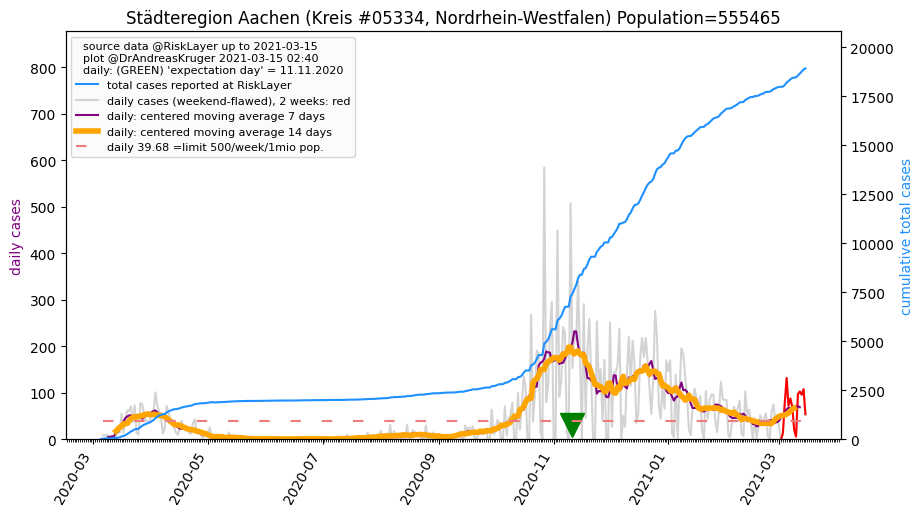 Städteregion Aachen (Kreis #05334, Nordrhein-Westfalen) Population=555465
source data @RiskLayer up to 2021-03-15
plot @DrAndreasKruger 2021-03-15 02:40
daily: (GREEN) 'expectation day' = 11.11.2020
total cases reported at RiskLayer
daily cases (weekend-flawed), 2 weeks: red
daily: centered moving average 7 days
daily: centered moving average 14 days
daily 39.68 =limit 500/week/1mio pop.
daily cases
800
700
600
500
400
300
200
100
0
cumulative total cases
20000
17500
15000
12500
10000
7500
5000
2500
0
2020-03
2020-05
2020-07
2020-09
2020-11
2021-01
2021-03